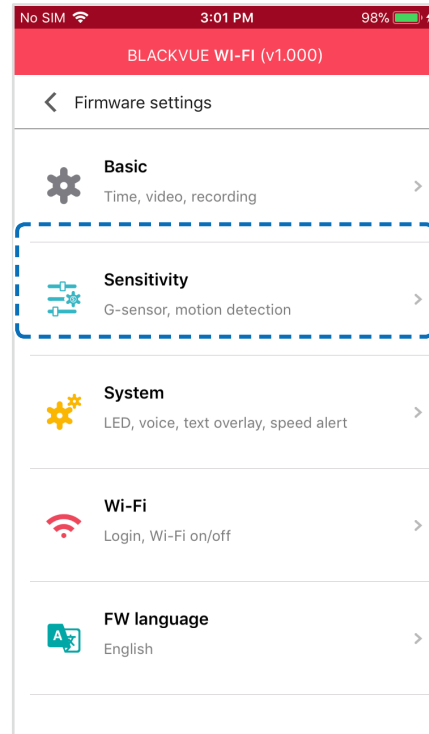 No SIM 3:01 PM 98%
BLACKVUE WI-FI (v1.000)
Firmware settings
Basic
Time, video, recording
Sensitivity
G-sensor, motion detection
System
LED, voice, text overlay, speed alert
Wi-Fi
Login, Wi-Fi on/off
A
FW language
English